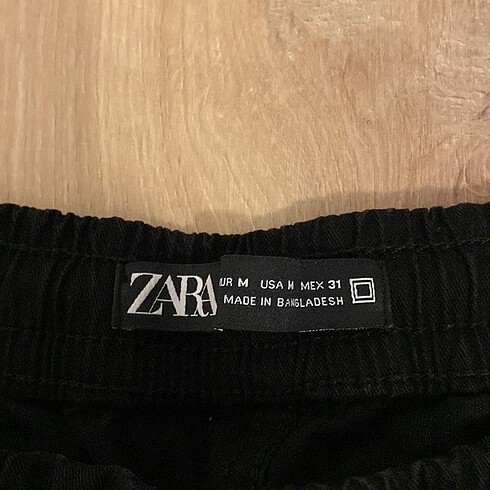 ZARA
UR M USA M MEX 31
MADE IN BANGLADESH